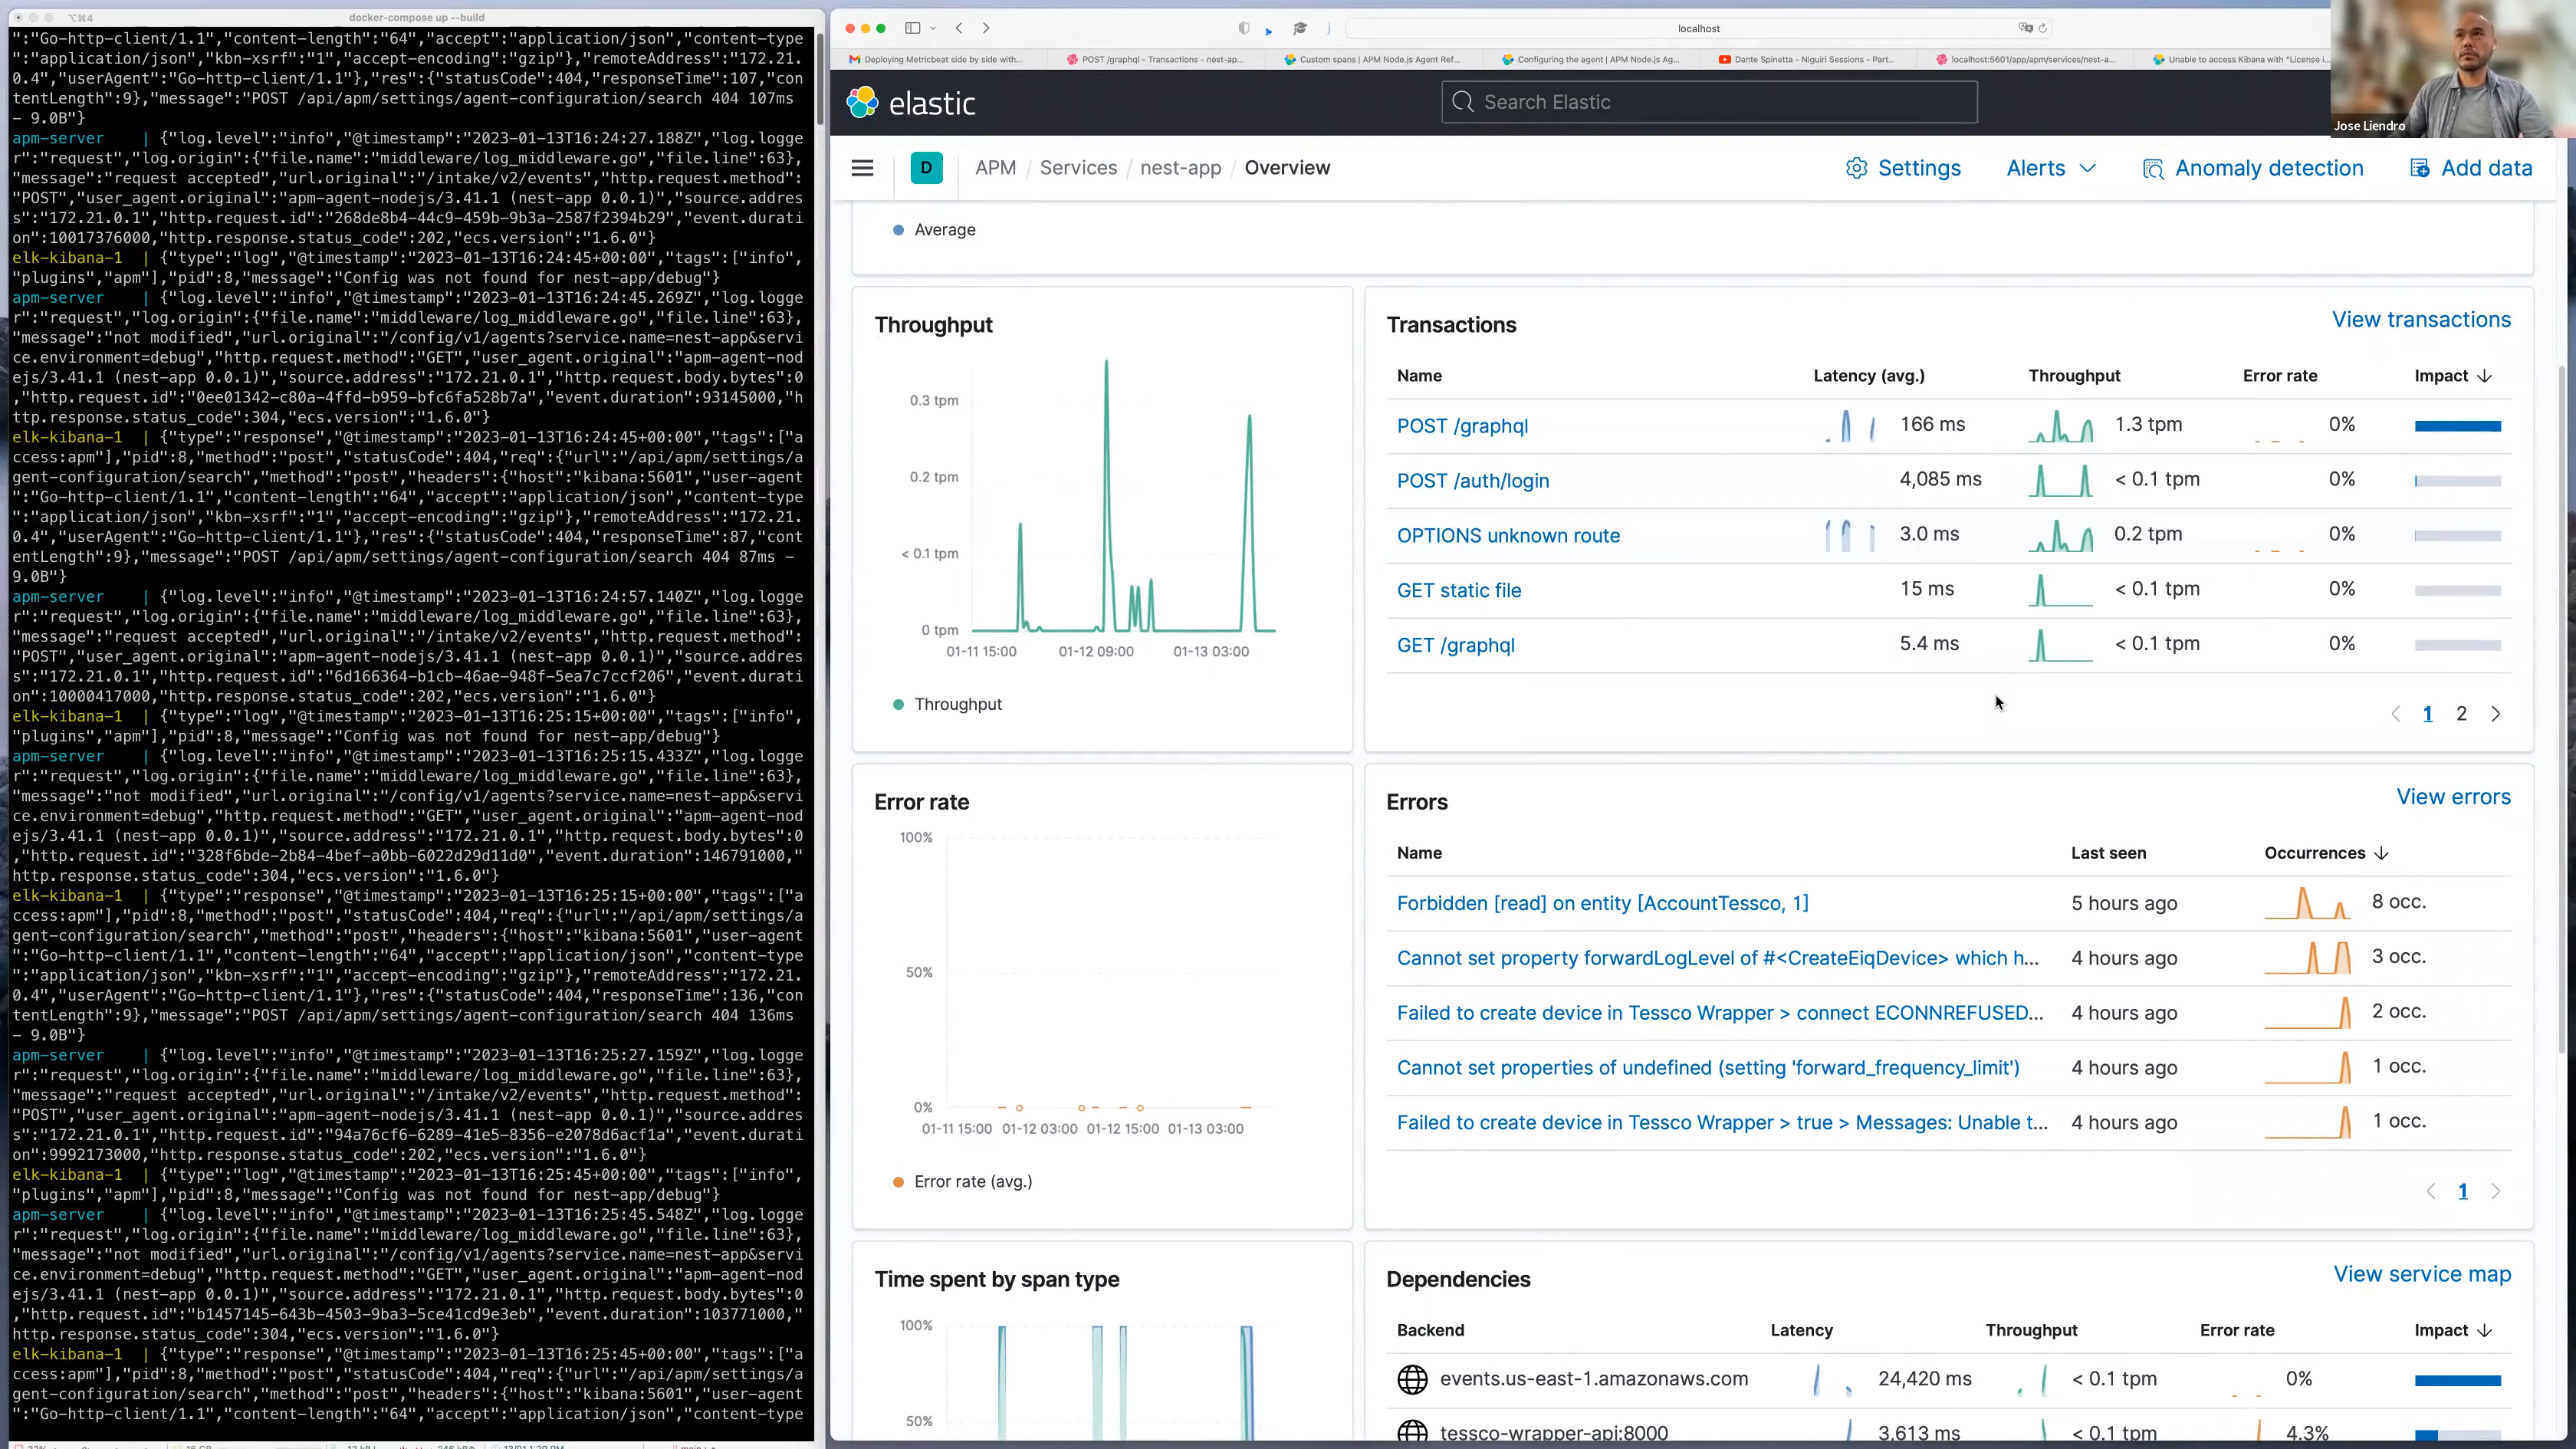 ⌥⌘4
docker-compose up --build
":"Go-http-client/1.1","content-length":"64","accept":"application/json","content-type
":"application/json","kbn-xsrf":"1","accept-encoding":"gzip"},"remoteAddress":"172.21.
0.4","userAgent":"Go-http-client/1.1"},"res":{"statusCode":404,"responseTime":107,"con
tentLength":9},"message":"POST /api/apm/settings/agent-configuration/search 404 107ms
- 9.0B"}
apm-server | {"log.level":"info","@timestamp":"2023-01-13T16:24:27.188Z","log.logge
r":"request","log.origin":{"file.name":"middleware/log_middleware.go","file.line":63},
"message":"request accepted","url.original":"/intake/v2/events","http.request.method":
"POST","user_agent.original":"apm-agent-nodejs/3.41.1 (nest-app 0.0.1)","source.addres
s":"172.21.0.1","http.request.id":"268de8b4-44c9-459b-9b3a-2587f2394b29","event.durati
on":10017376000,"http.response.status_code":202,"ecs.version":"1.6.0"}
elk-kibana-1 | {"type":"log","@timestamp":"2023-01-13T16:24:45+00:00","tags":["info",
"plugins","apm"],"pid":8,"message":"Config was not found for nest-app/debug"}
apm-server | {"log.level":"info","@timestamp":"2023-01-13T16:24:45.269Z","log.logge
r":"request","log.origin":{"file.name":"middleware/log_middleware.go","file.line":63},
"message":"not modified","url.original":"/config/v1/agents?service.name=nest-app&servi
ce.environment=debug","http.request.method":"GET","user_agent.original":"apm-agent-nod
ejs/3.41.1 (nest-app 0.0.1)","source.address":"172.21.0.1","http.request.body.bytes":0
,"http.request.id":"0ee01342-c80a-4ffd-b959-bfc6fa528b7a","event.duration":93145000,"h
ttp.response.status_code":304,"ecs.version":"1.6.0"}
elk-kibana-1 | {"type":"response","@timestamp":"2023-01-13T16:24:45+00:00","tags":["a
ccess:apm"],"pid":8,"method":"post","statusCode":404,"req":{"url":"/api/apm/settings/a
gent-configuration/search","method":"post","headers":{"host":"kibana:5601","user-agent
":"Go-http-client/1.1","content-length":"64","accept":"application/json","content-type
":"application/json","kbn-xsrf":"1","accept-encoding":"gzip"},"remoteAddress":"172.21.
0.4","userAgent":"Go-http-client/1.1"},"res":{"statusCode":404,"responseTime":87,"cont
entLength":9},"message":"POST /api/apm/settings/agent-configuration/search 404 87ms -
9.0B"}
apm-server | {"log.level":"info","@timestamp":"2023-01-13T16:24:57.140Z","log.logge
r":"request","log.origin":{"file.name":"middleware/log_middleware.go","file.line":63},
"message":"request accepted","url.original":"/intake/v2/events","http.request.method":
"POST","user_agent.original":"apm-agent-nodejs/3.41.1 (nest-app 0.0.1)","source.addres
s":"172.21.0.1","http.request.id":"6d166364-b1cb-46ae-948f-5ea7c7ccf206","event.durati
on":10000417000,"http.response.status_code":202,"ecs.version":"1.6.0"}
elk-kibana-1 | {"type":"log","@timestamp":"2023-01-13T16:25:15+00:00","tags":["info",
"plugins","apm"],"pid":8,"message":"Config was not found for nest-app/debug"}
apm-server | {"log.level":"info","@timestamp":"2023-01-13T16:25:15.433Z","log.logge
r":"request","log.origin":{"file.name":"middleware/log_middleware.go","file.line":63},
"message":"not modified","url.original":"/config/v1/agents?service.name=nest-app&servi
ce.environment=debug","http.request.method":"GET","user_agent.original":"apm-agent-nod
ejs/3.41.1 (nest-app 0.0.1)","source.address":"172.21.0.1","http.request.body.bytes":0
,"http.request.id":"328f6bde-2b84-4bef-a0bb-6022d29d11d0","event.duration":146791000,"
http.response.status_code":304,"ecs.version":"1.6.0"}
elk-kibana-1 | {"type":"response","@timestamp":"2023-01-13T16:25:15+00:00","tags":["a
ccess:apm"],"pid":8,"method":"post","statusCode":404,"req":{"url":"/api/apm/settings/a
gent-configuration/search","method":"post","headers":{"host":"kibana:5601","user-agent
":"Go-http-client/1.1","content-length":"64","accept":"application/json","content-type
":"application/json","kbn-xsrf":"1","accept-encoding":"gzip"},"remoteAddress":"172.21.
0.4","userAgent":"Go-http-client/1.1"},"res":{"statusCode":404,"responseTime":136,"con
tentLength":9},"message":"POST /api/apm/settings/agent-configuration/search 404 136ms
- 9.0B"}
apm-server | {"log.level":"info","@timestamp":"2023-01-13T16:25:27.159Z","log.logge
r":"request","log.origin":{"file.name":"middleware/log_middleware.go","file.line":63},
"message":"request accepted","url.original":"/intake/v2/events","http.request.method":
"POST","user_agent.original":"apm-agent-nodejs/3.41.1 (nest-app 0.0.1)","source.addres
s":"172.21.0.1","http.request.id":"94a76cf6-6289-41e5-8356-e2078d6acf1a","event.durati
on":9992173000,"http.response.status_code":202,"ecs.version":"1.6.0"}
elk-kibana-1 | {"type":"log","@timestamp":"2023-01-13T16:25:45+00:00","tags":["info",
"plugins","apm"],"pid":8,"message":"Config was not found for nest-app/debug"}
apm-server | {"log.level":"info","@timestamp":"2023-01-13T16:25:45.548Z","log.logge
r":"request","log.origin":{"file.name":"middleware/log_middleware.go","file.line":63},
"message":"not modified","url.original":"/config/v1/agents?service.name=nest-app&servi
ce.environment=debug","http.request.method":"GET","user_agent.original":"apm-agent-nod
ejs/3.41.1 (nest-app 0.0.1)","source.address":"172.21.0.1","http.request.body.bytes":0
,"http.request.id":"b1457145-643b-4503-9ba3-5ce41cd9e3eb","event.duration":103771000,"
http.response.status_code":304,"ecs.version":"1.6.0"}
elk-kibana-1 | {"type":"response","@timestamp":"2023-01-13T16:25:45+00:00","tags":["a
ccess:apm"],"pid":8,"method":"post","statusCode":404,"req":{"url":"/api/apm/settings/a
gent-configuration/search","method":"post","headers":{"host":"kibana:5601","user-agent
":"Go-http-client/1.1","content-length":"64","accept":"application/json","content-type
localhost
Deploying Metricbeat side by side with...
POST /graphql - Transactions - nest-ap...
Custom spans | APM Node.js Agent Ref...
Configuring the agent | APM Node.js Ag...
Dante Spinetta - Niguiri Sessions - Part...
localhost:5601/app/apm/services/nest-a...
Unable to access Kibana with "License i...
Jose Liendro
elastic
Search Elastic
D
APM / Services / nest-app / Overview
Settings
Alerts
Anomaly detection
Add data
Average
Throughput
0.3 tpm
0.2 tpm
< 0.1 tpm
0 tpm
01-11 15:00 01-12 09:00 01-13 03:00
Throughput
Transactions
View transactions
Name Latency (avg.) Throughput Error rate Impact
POST /graphql 166 ms 1.3 tpm 0%
POST /auth/login 4,085 ms < 0.1 tpm 0%
OPTIONS unknown route 3.0 ms 0.2 tpm 0%
GET static file 15 ms < 0.1 tpm 0%
GET /graphql 5.4 ms < 0.1 tpm 0%
1 2
Error rate
100%
50%
0%
01-11 15:00 01-12 03:00 01-12 15:00 01-13 03:00
Error rate (avg.)
Errors
View errors
Name Last seen Occurrences
Forbidden [read] on entity [AccountTessco, 1] 5 hours ago 8 occ.
Cannot set property forwardLogLevel of #<CreateEiqDevice> which h... 4 hours ago 3 occ.
Failed to create device in Tessco Wrapper > connect ECONNREFUSED... 4 hours ago 2 occ.
Cannot set properties of undefined (setting 'forward_frequency_limit') 4 hours ago 1 occ.
Failed to create device in Tessco Wrapper > true > Messages: Unable t... 4 hours ago 1 occ.
1
Time spent by span type
100%
50%
Dependencies
View service map
Backend Latency Throughput Error rate Impact
events.us-east-1.amazonaws.com 24,420 ms < 0.1 tpm 0%
tessco-wrapper-api:8000 3,613 ms < 0.1 tpm 4.3%